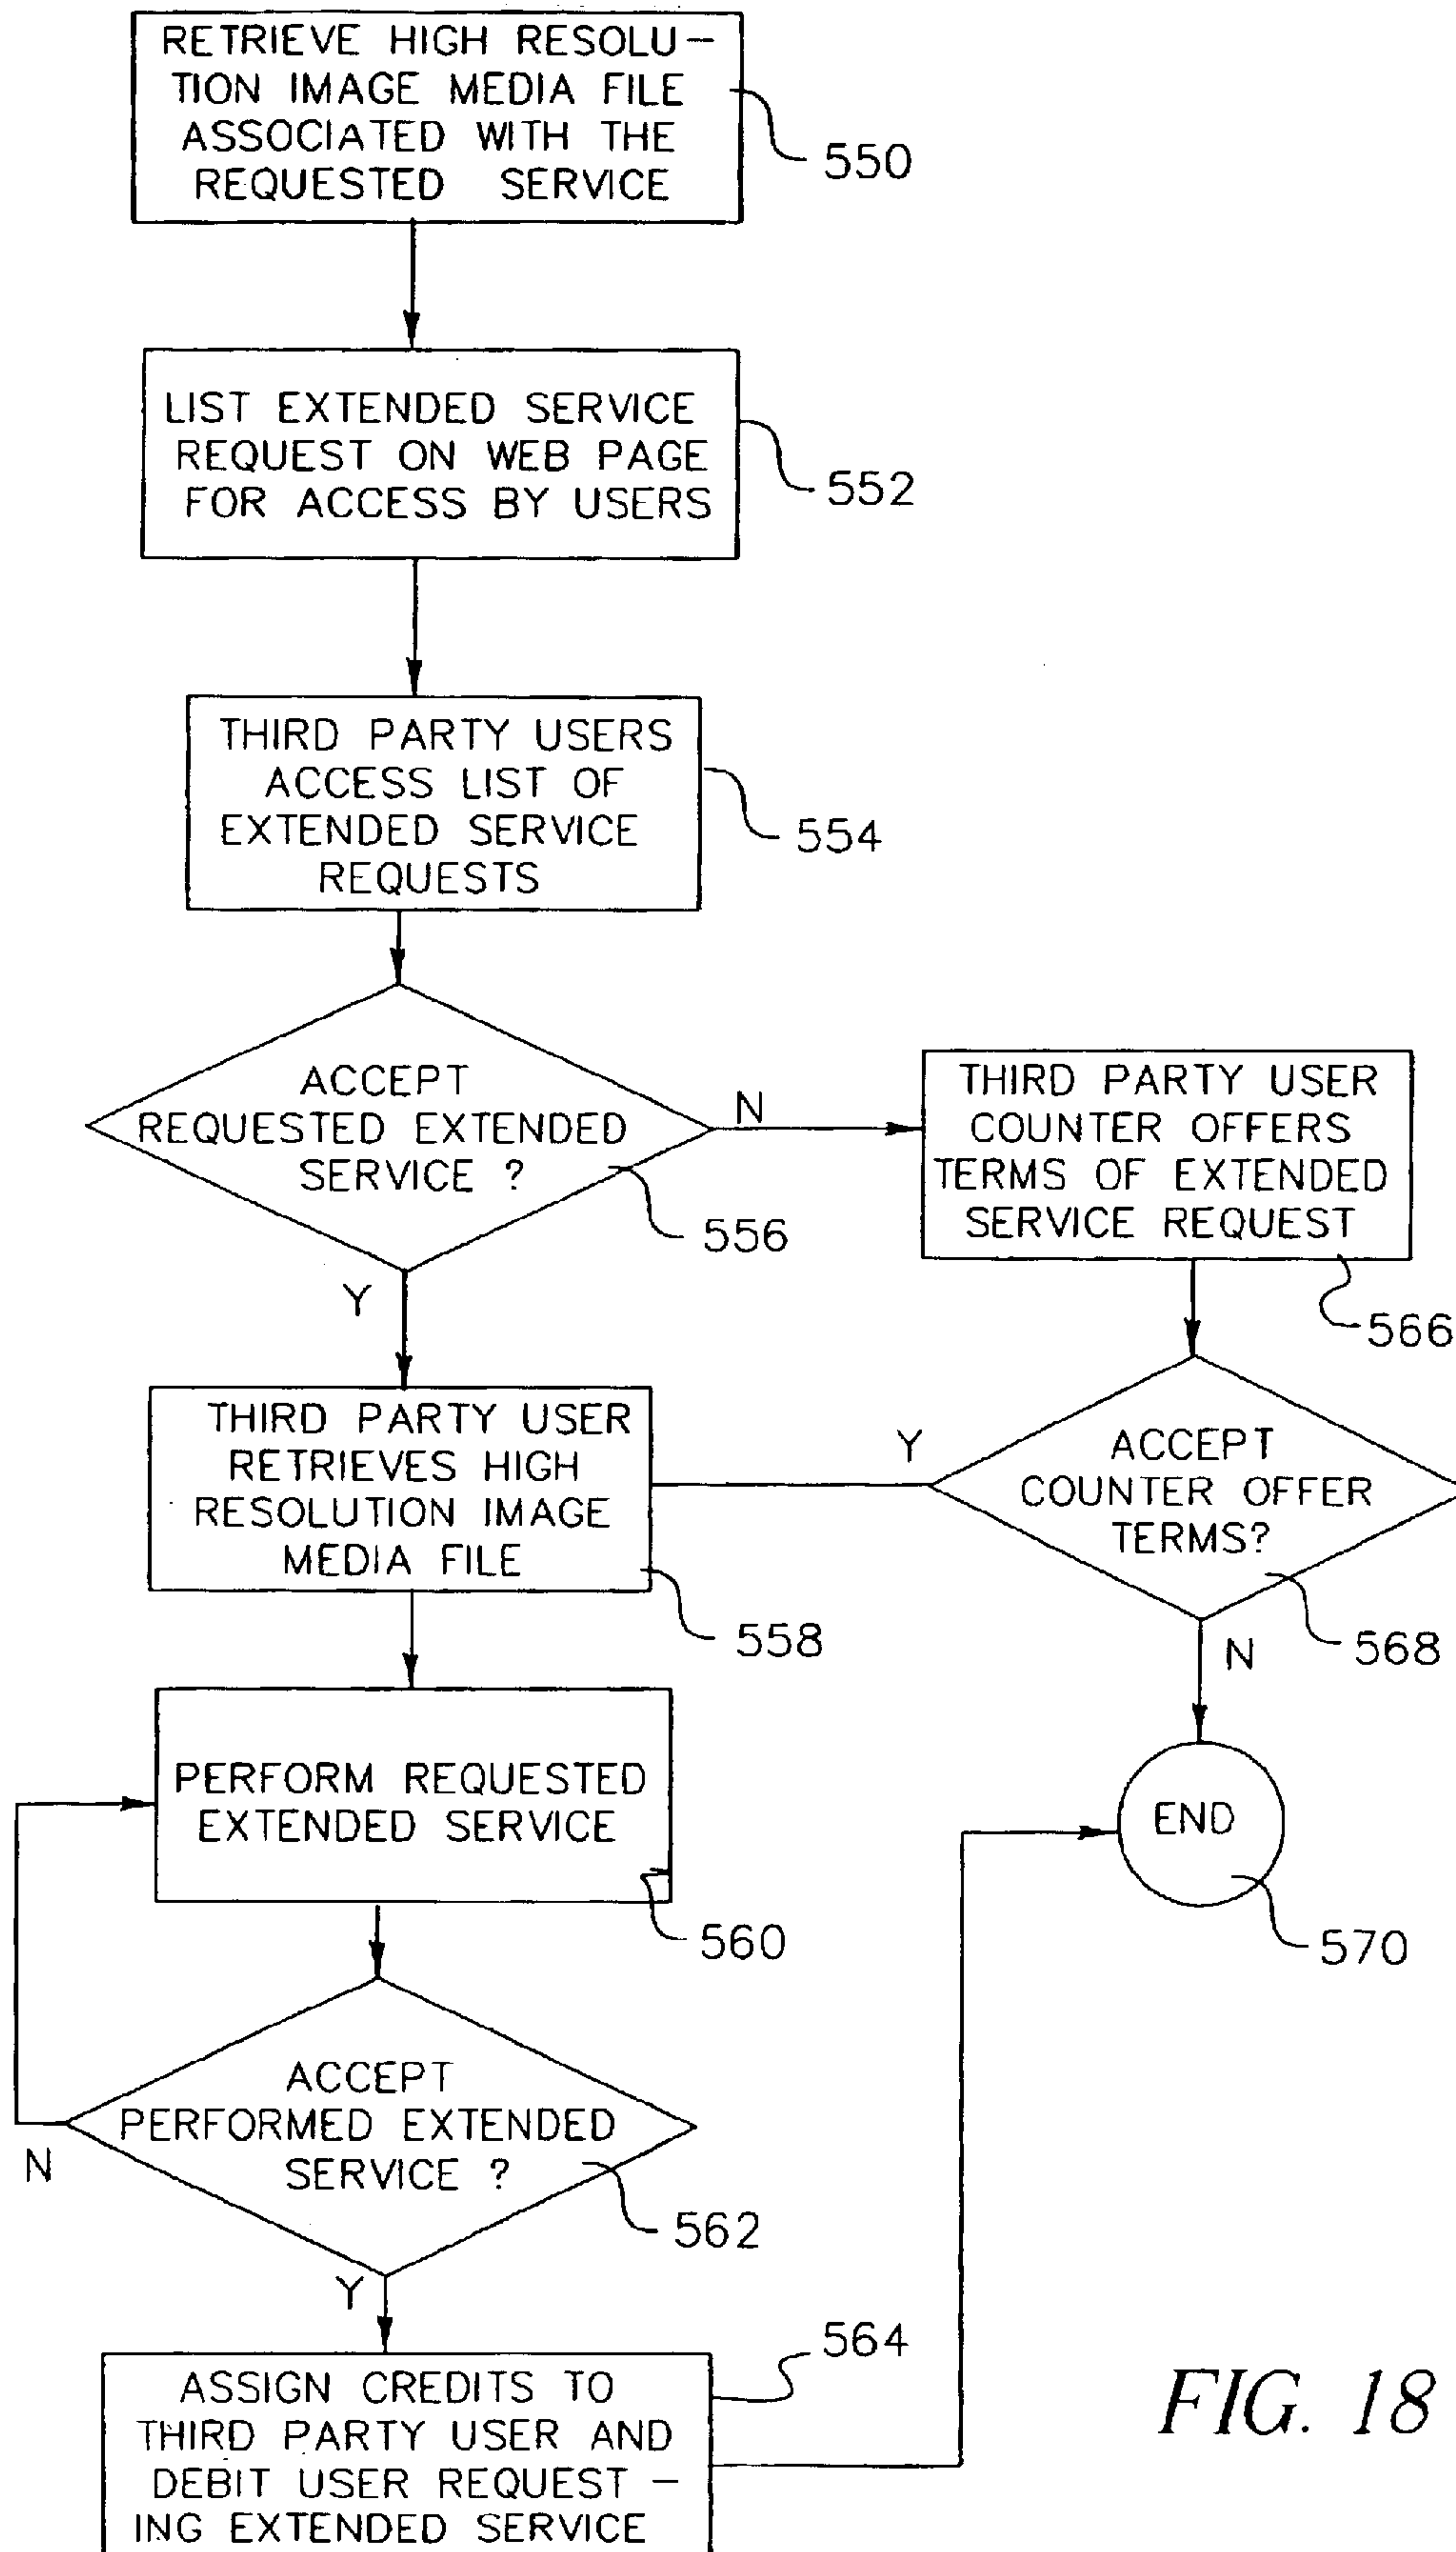 RETRIEVE HIGH RESOLU-
TION IMAGE MEDIA FILE
ASSOCIATED WITH THE
REQUESTED SERVICE
550
LIST EXTENDED SERVICE
REQUEST ON WEB PAGE
FOR ACCESS BY USERS
552
THIRD PARTY USERS
ACCESS LIST OF
EXTENDED SERVICE
REQUESTS
554
ACCEPT
REQUESTED EXTENDED
SERVICE ?
556
N
Y
THIRD PARTY USER
COUNTER OFFERS
TERMS OF EXTENDED
SERVICE REQUEST
566
THIRD PARTY USER
RETRIEVES HIGH
RESOLUTION IMAGE
MEDIA FILE
558
Y
ACCEPT
COUNTER OFFER
TERMS?
568
N
PERFORM REQUESTED
EXTENDED SERVICE
560
END
570
ACCEPT
PERFORMED EXTENDED
SERVICE ?
562
N
Y
ASSIGN CREDITS TO
THIRD PARTY USER AND
DEBIT USER REQUEST -
ING EXTENDED SERVICE
564
FIG. 18